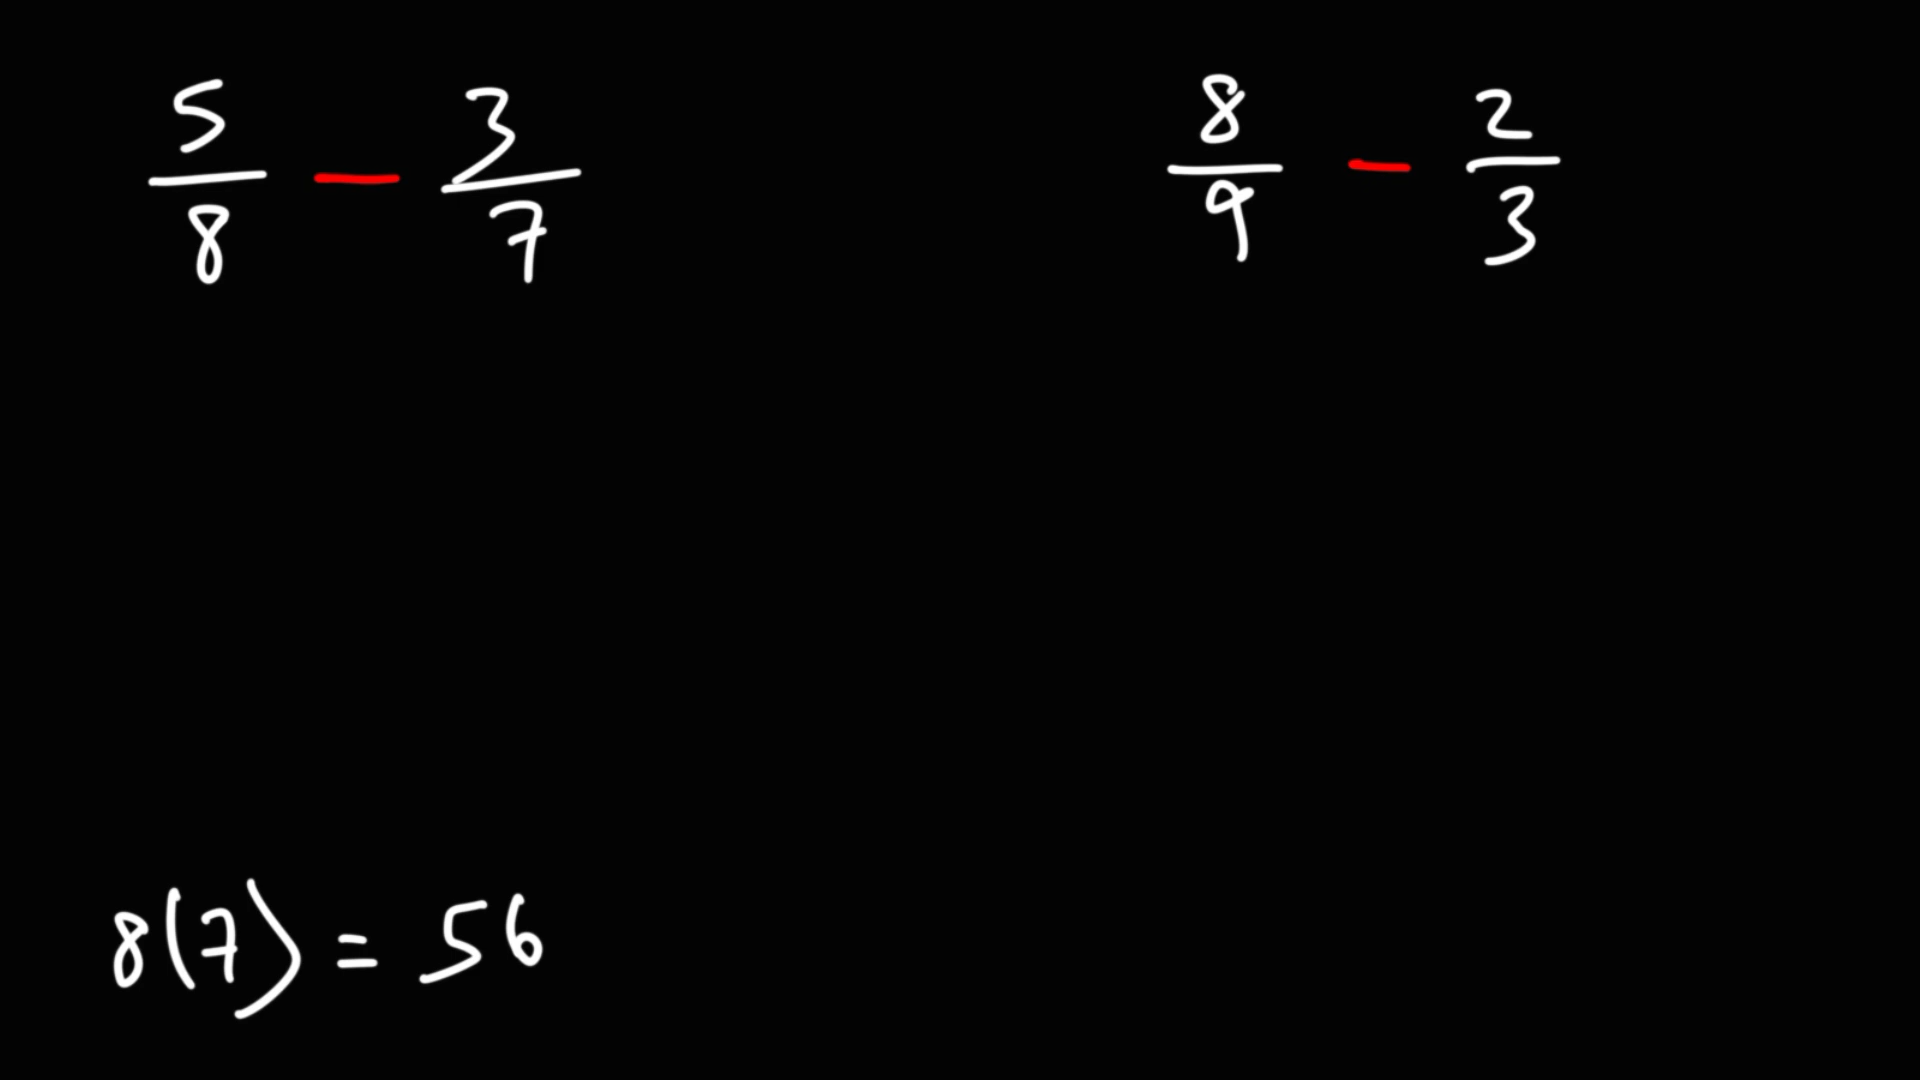 5/8 - 3/7
8/9 - 2/3
8(7) = 56